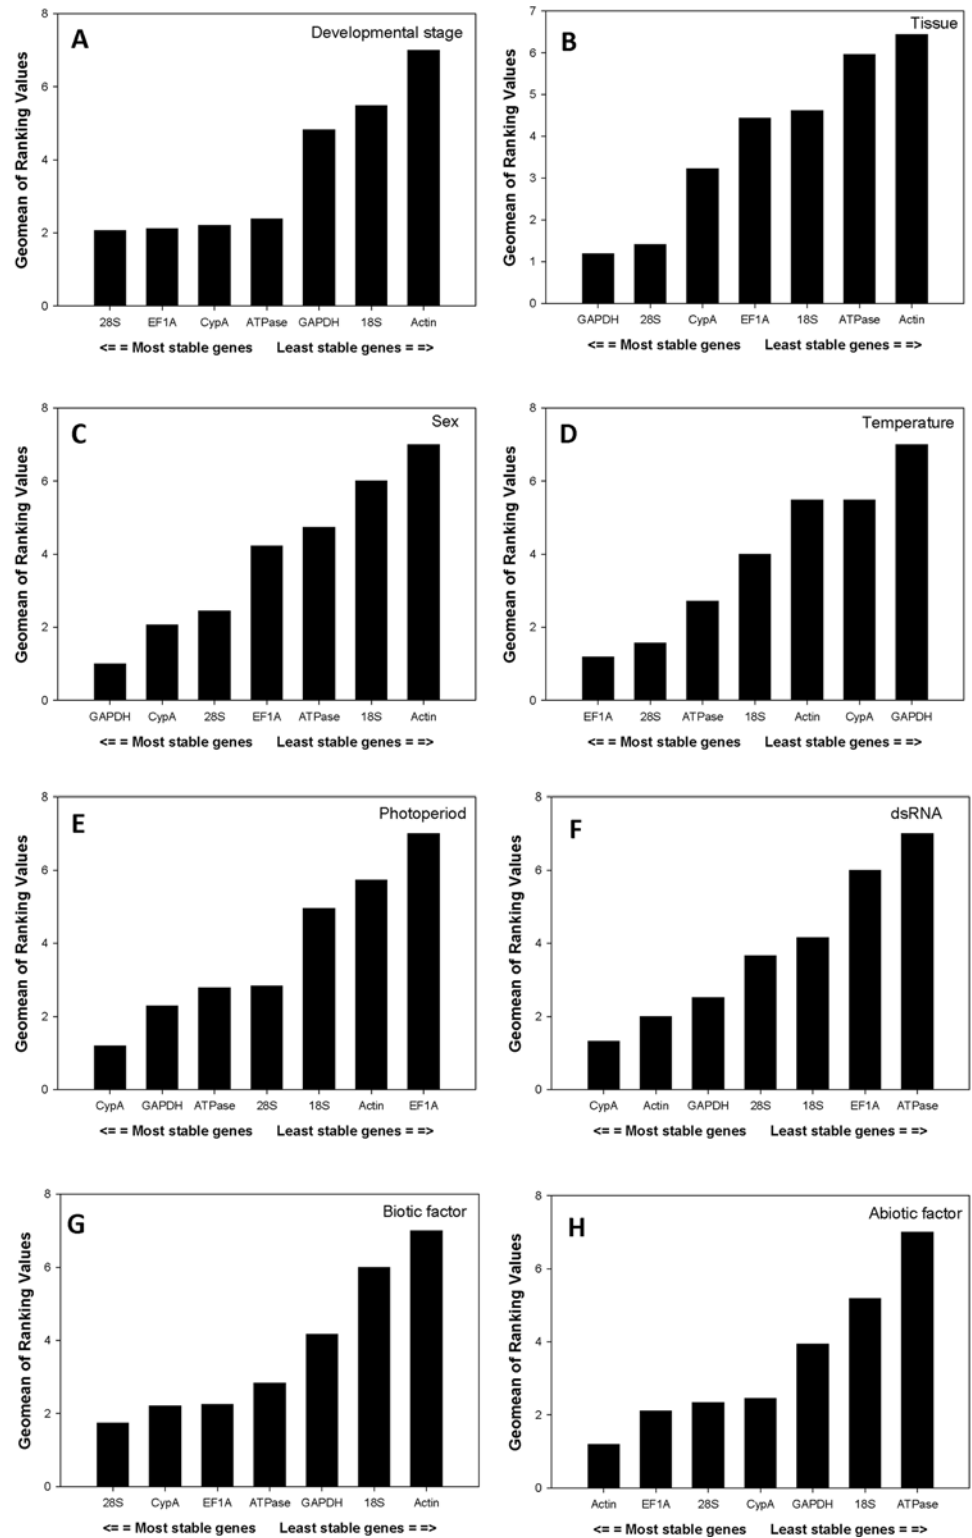 A
Developmental stage
Geomean of Ranking Values
8
6
4
2
0
28S EF1A CypA ATPase GAPDH 18S Actin
<= = Most stable genes Least stable genes = =>
B
Tissue
Geomean of Ranking Values
7
6
5
4
3
2
1
0
GAPDH 28S CypA EF1A 18S ATPase Actin
<= = Most stable genes Least stable genes = =>
C
Sex
Geomean of Ranking Values
8
6
4
2
0
GAPDH CypA 28S EF1A ATPase 18S Actin
<= = Most stable genes Least stable genes = =>
D
Temperature
Geomean of Ranking Values
8
6
4
2
0
EF1A 28S ATPase 18S Actin CypA GAPDH
<= = Most stable genes Least stable genes = =>
E
Photoperiod
Geomean of Ranking Values
8
6
4
2
0
CypA GAPDH ATPase 28S 18S Actin EF1A
<= = Most stable genes Least stable genes = =>
F
dsRNA
Geomean of Ranking Values
8
6
4
2
0
CypA Actin GAPDH 28S 18S EF1A ATPase
<= = Most stable genes Least stable genes = =>
G
Biotic factor
Geomean of Ranking Values
8
6
4
2
0
28S CypA EF1A ATPase GAPDH 18S Actin
<= = Most stable genes Least stable genes = =>
H
Abiotic factor
Geomean of Ranking Values
8
6
4
2
0
Actin EF1A 28S CypA GAPDH 18S ATPase
<= = Most stable genes Least stable genes = =>